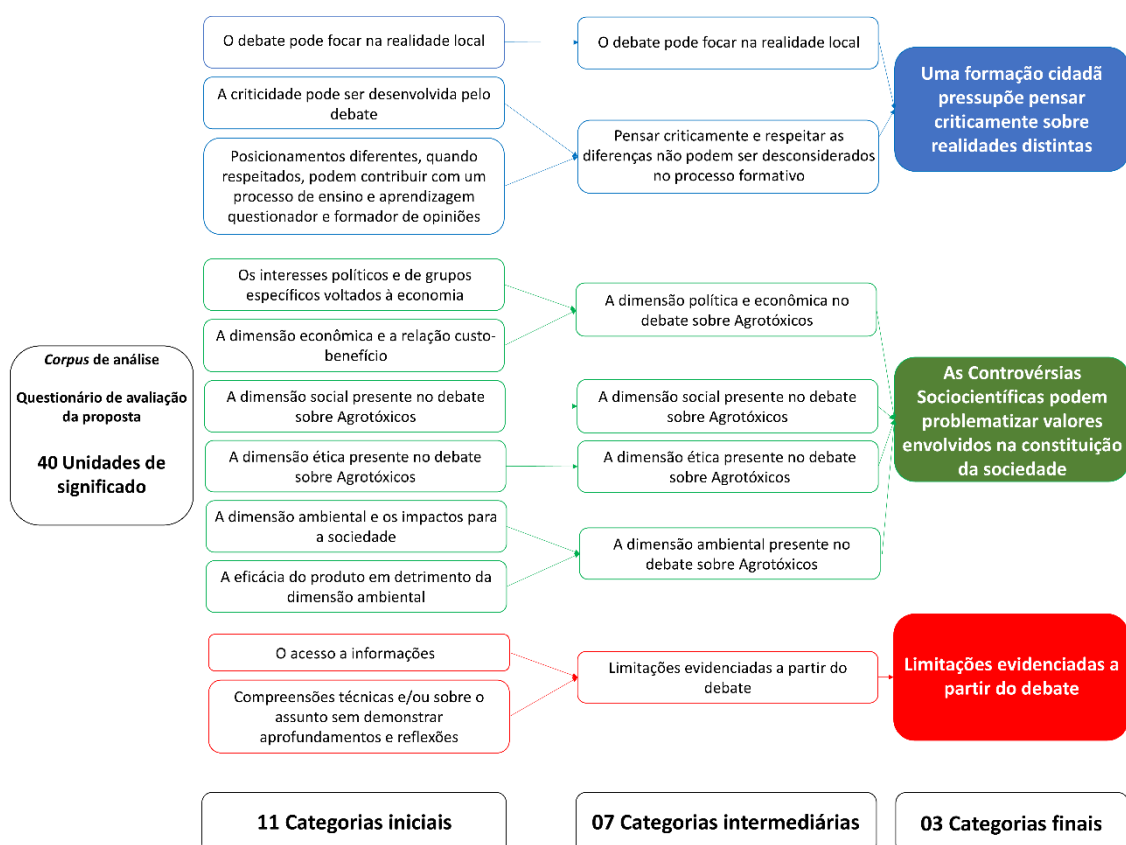 Corpus de análise
Questionário de avaliação
da proposta
40 Unidades de
significado
O debate pode focar na realidade local
A criticidade pode ser desenvolvida pelo
debate
Posicionamentos diferentes, quando
respeitados, podem contribuir com um
processo de ensino e aprendizagem
questionador e formador de opiniões
Os interesses políticos e de grupos
específicos voltados à economia
A dimensão econômica e a relação custo-
benefício
A dimensão social presente no debate
sobre Agrotóxicos
A dimensão ética presente no debate
sobre Agrotóxicos
A dimensão ambiental e os impactos para
a sociedade
A eficácia do produto em detrimento da
dimensão ambiental
O acesso a informações
Compreensões técnicas e/ou sobre o
assunto sem demonstrar
aprofundamentos e reflexões
11 Categorias iniciais
O debate pode focar na realidade local
Pensar criticamente e respeitar as
diferenças não podem ser desconsiderados
no processo formativo
A dimensão política e econômica no
debate sobre Agrotóxicos
A dimensão social presente no debate
sobre Agrotóxicos
A dimensão ética presente no debate
sobre Agrotóxicos
A dimensão ambiental presente no
debate sobre Agrotóxicos
Limitações evidenciadas a partir do
debate
07 Categorias intermediárias
Uma formação cidadã
pressupõe pensar
criticamente sobre
realidades distintas
As Controvérsias
Sociocientíficas podem
problematizar valores
envolvidos na constituição
da sociedade
Limitações evidenciadas a
partir do debate
03 Categorias finais